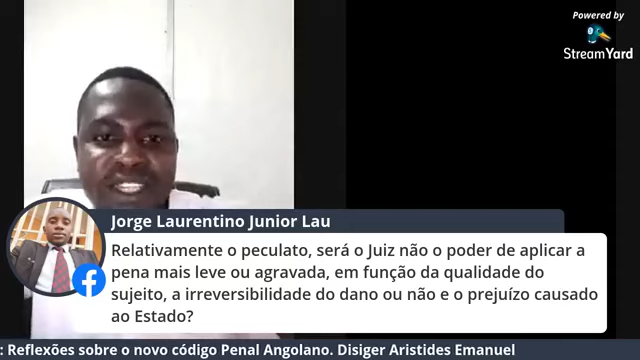 Powered by
StreamYard
Jorge Laurentino Junior Lau
Relativamente o peculato, será o Juiz não o poder de aplicar a
pena mais leve ou agravada, em função da qualidade do
sujeito, a irreversibilidade do dano ou não e o prejuízo causado
ao Estado?
: Reflexões sobre o novo código Penal Angolano. Disiger Aristides Emanuel